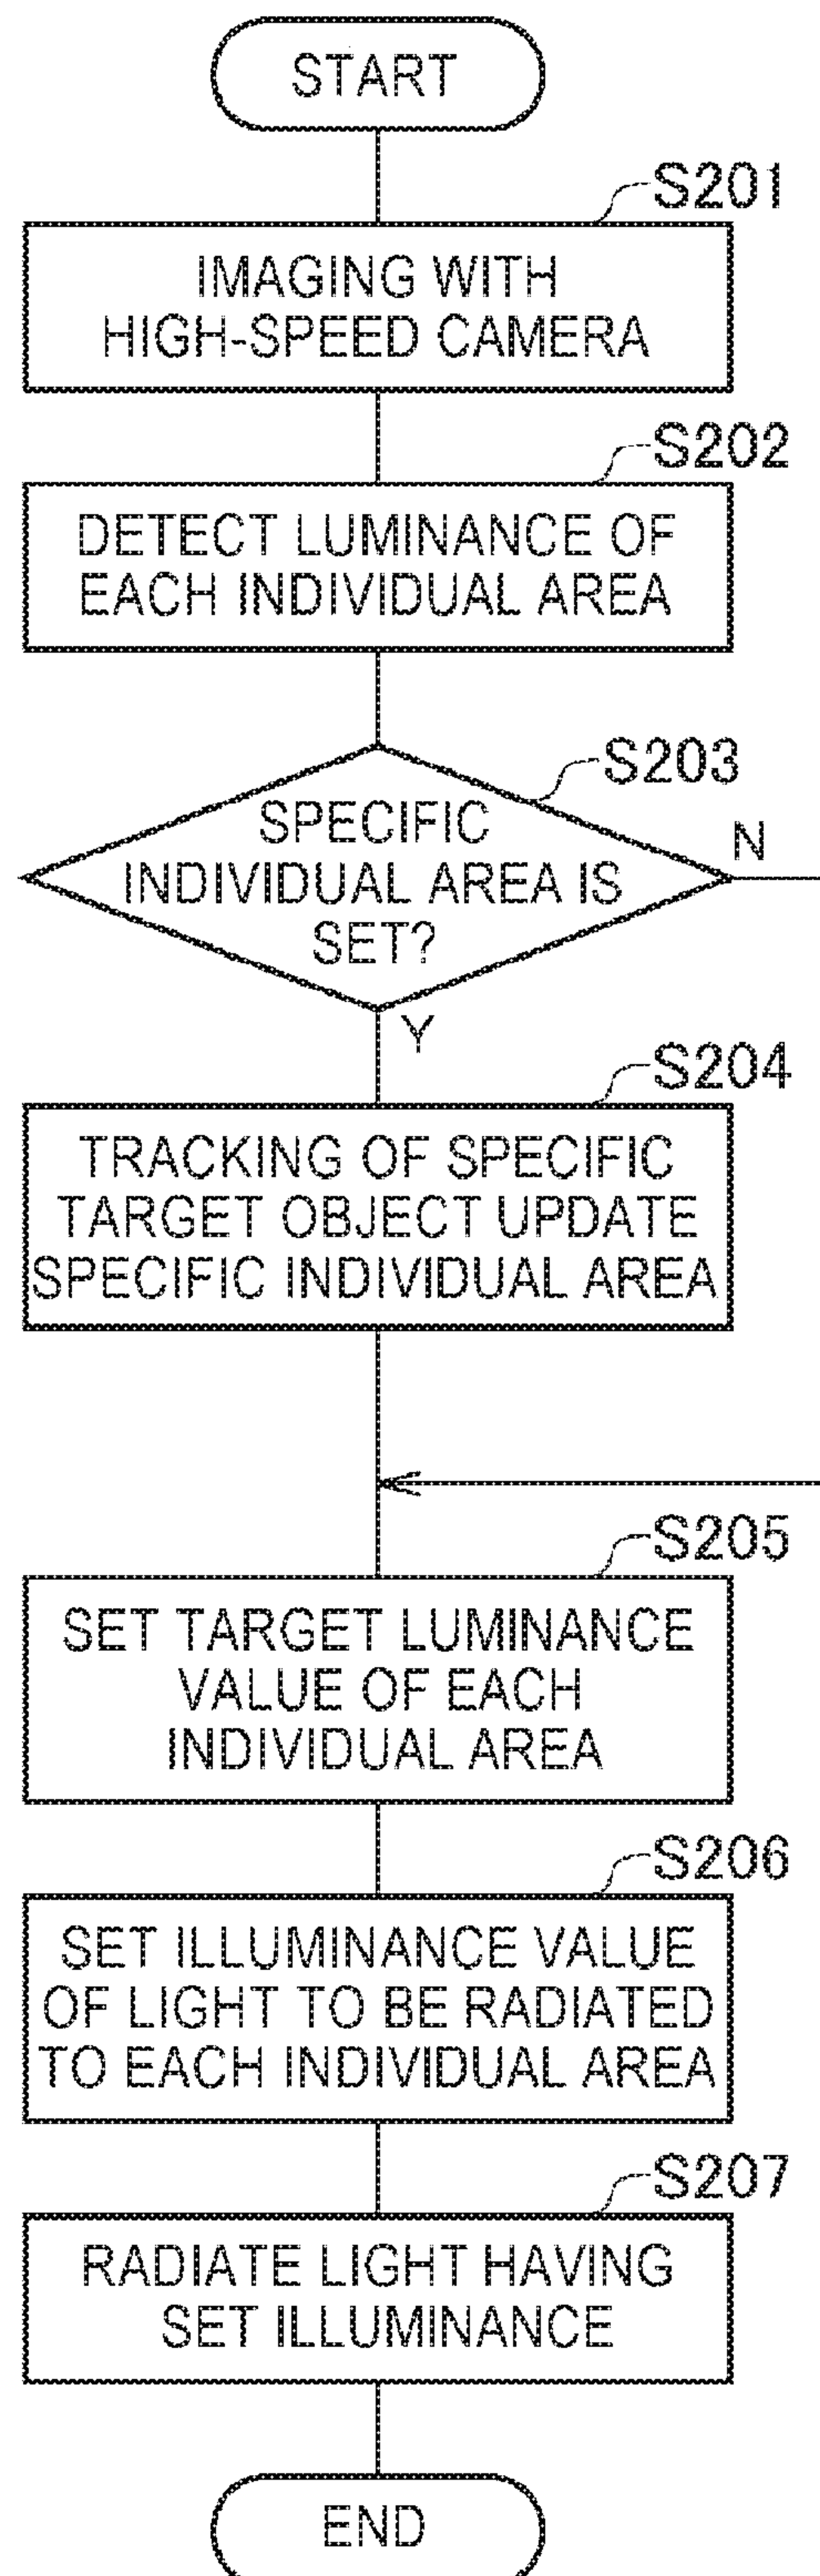 START
S201
IMAGING WITH
HIGH-SPEED CAMERA
S202
DETECT LUMINANCE OF
EACH INDIVIDUAL AREA
S203
SPECIFIC
INDIVIDUAL AREA IS
SET?
N
Y
S204
TRACKING OF SPECIFIC
TARGET OBJECT UPDATE
SPECIFIC INDIVIDUAL AREA
S205
SET TARGET LUMINANCE
VALUE OF EACH
INDIVIDUAL AREA
S206
SET ILLUMINANCE VALUE
OF LIGHT TO BE RADIATED
TO EACH INDIVIDUAL AREA
S207
RADIATE LIGHT HAVING
SET ILLUMINANCE
END